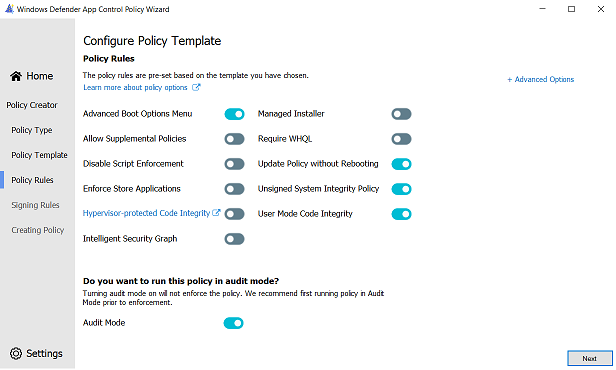 Windows Defender App Control Policy Wizard
Configure Policy Template
Policy Rules
The policy rules are pre-set based on the template you have chosen.
Learn more about policy options
+ Advanced Options
Home
Policy Creator
Policy Type
Policy Template
Policy Rules
Signing Rules
Creating Policy
Settings
Advanced Boot Options Menu
Managed Installer
Allow Supplemental Policies
Require WHQL
Disable Script Enforcement
Update Policy without Rebooting
Enforce Store Applications
Unsigned System Integrity Policy
Hypervisor-protected Code Integrity
User Mode Code Integrity
Intelligent Security Graph
Do you want to run this policy in audit mode?
Turning audit mode on will not enforce the policy. We recommend first running policy in Audit
Mode prior to enforcement.
Audit Mode
Next